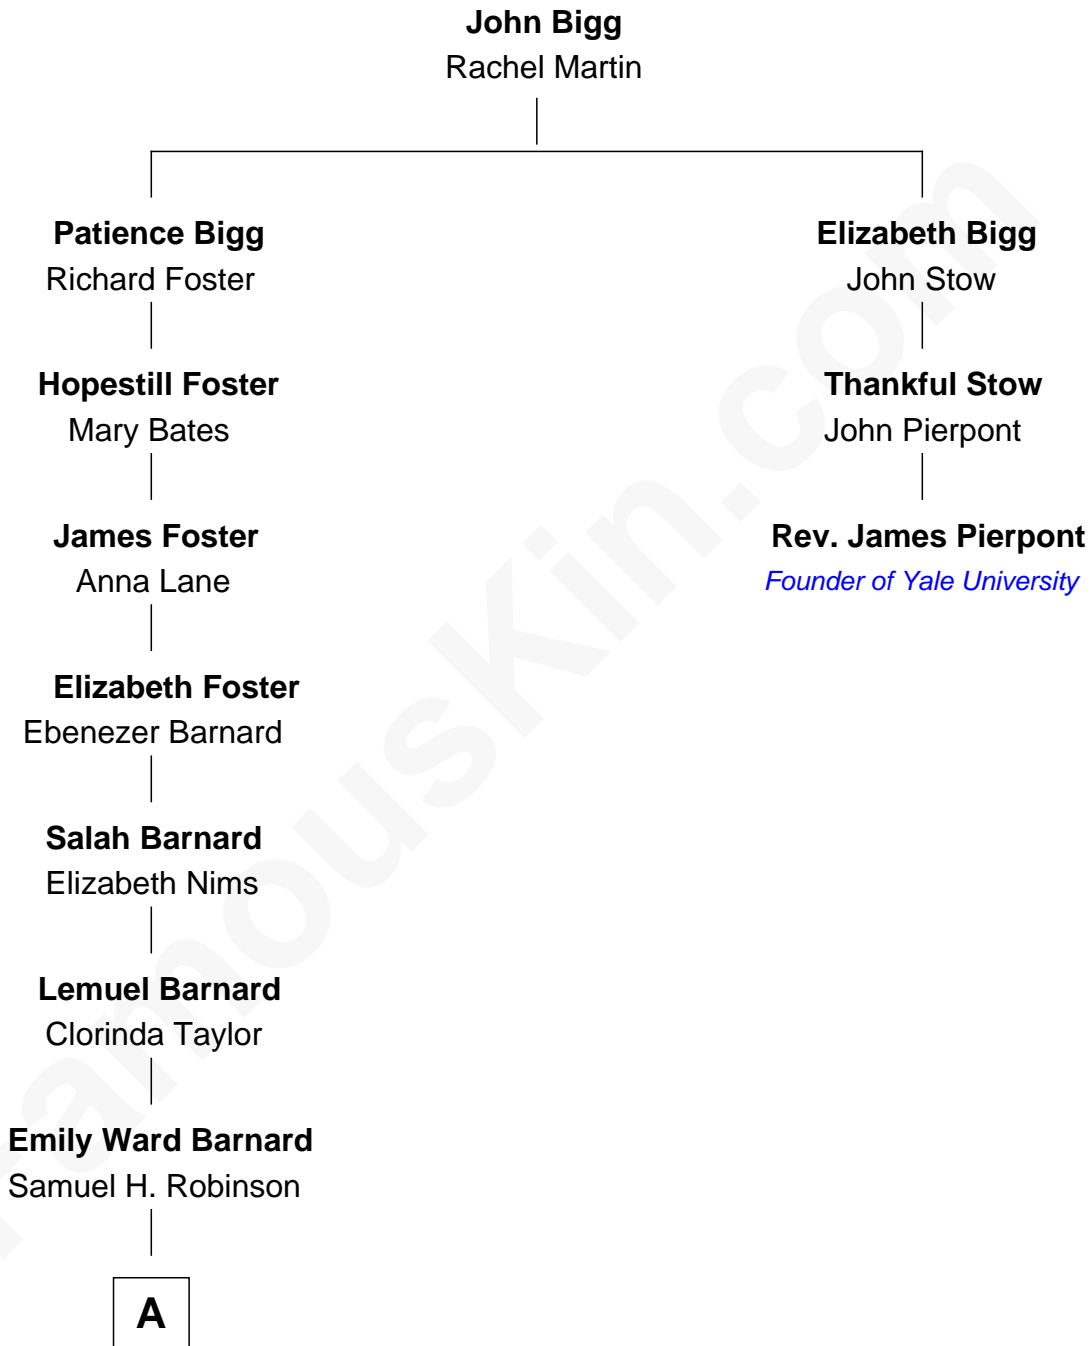 John Bigg
Rachel Martin
Patience Bigg
Richard Foster
Elizabeth Bigg
John Stow
Hopestill Foster
Mary Bates
Thankful Stow
John Pierpont
James Foster
Anna Lane
Rev. James Pierpont
Founder of Yale University
Elizabeth Foster
Ebenezer Barnard
Salah Barnard
Elizabeth Nims
Lemuel Barnard
Clorinda Taylor
Emily Ward Barnard
Samuel H. Robinson
A
FamousKin.com